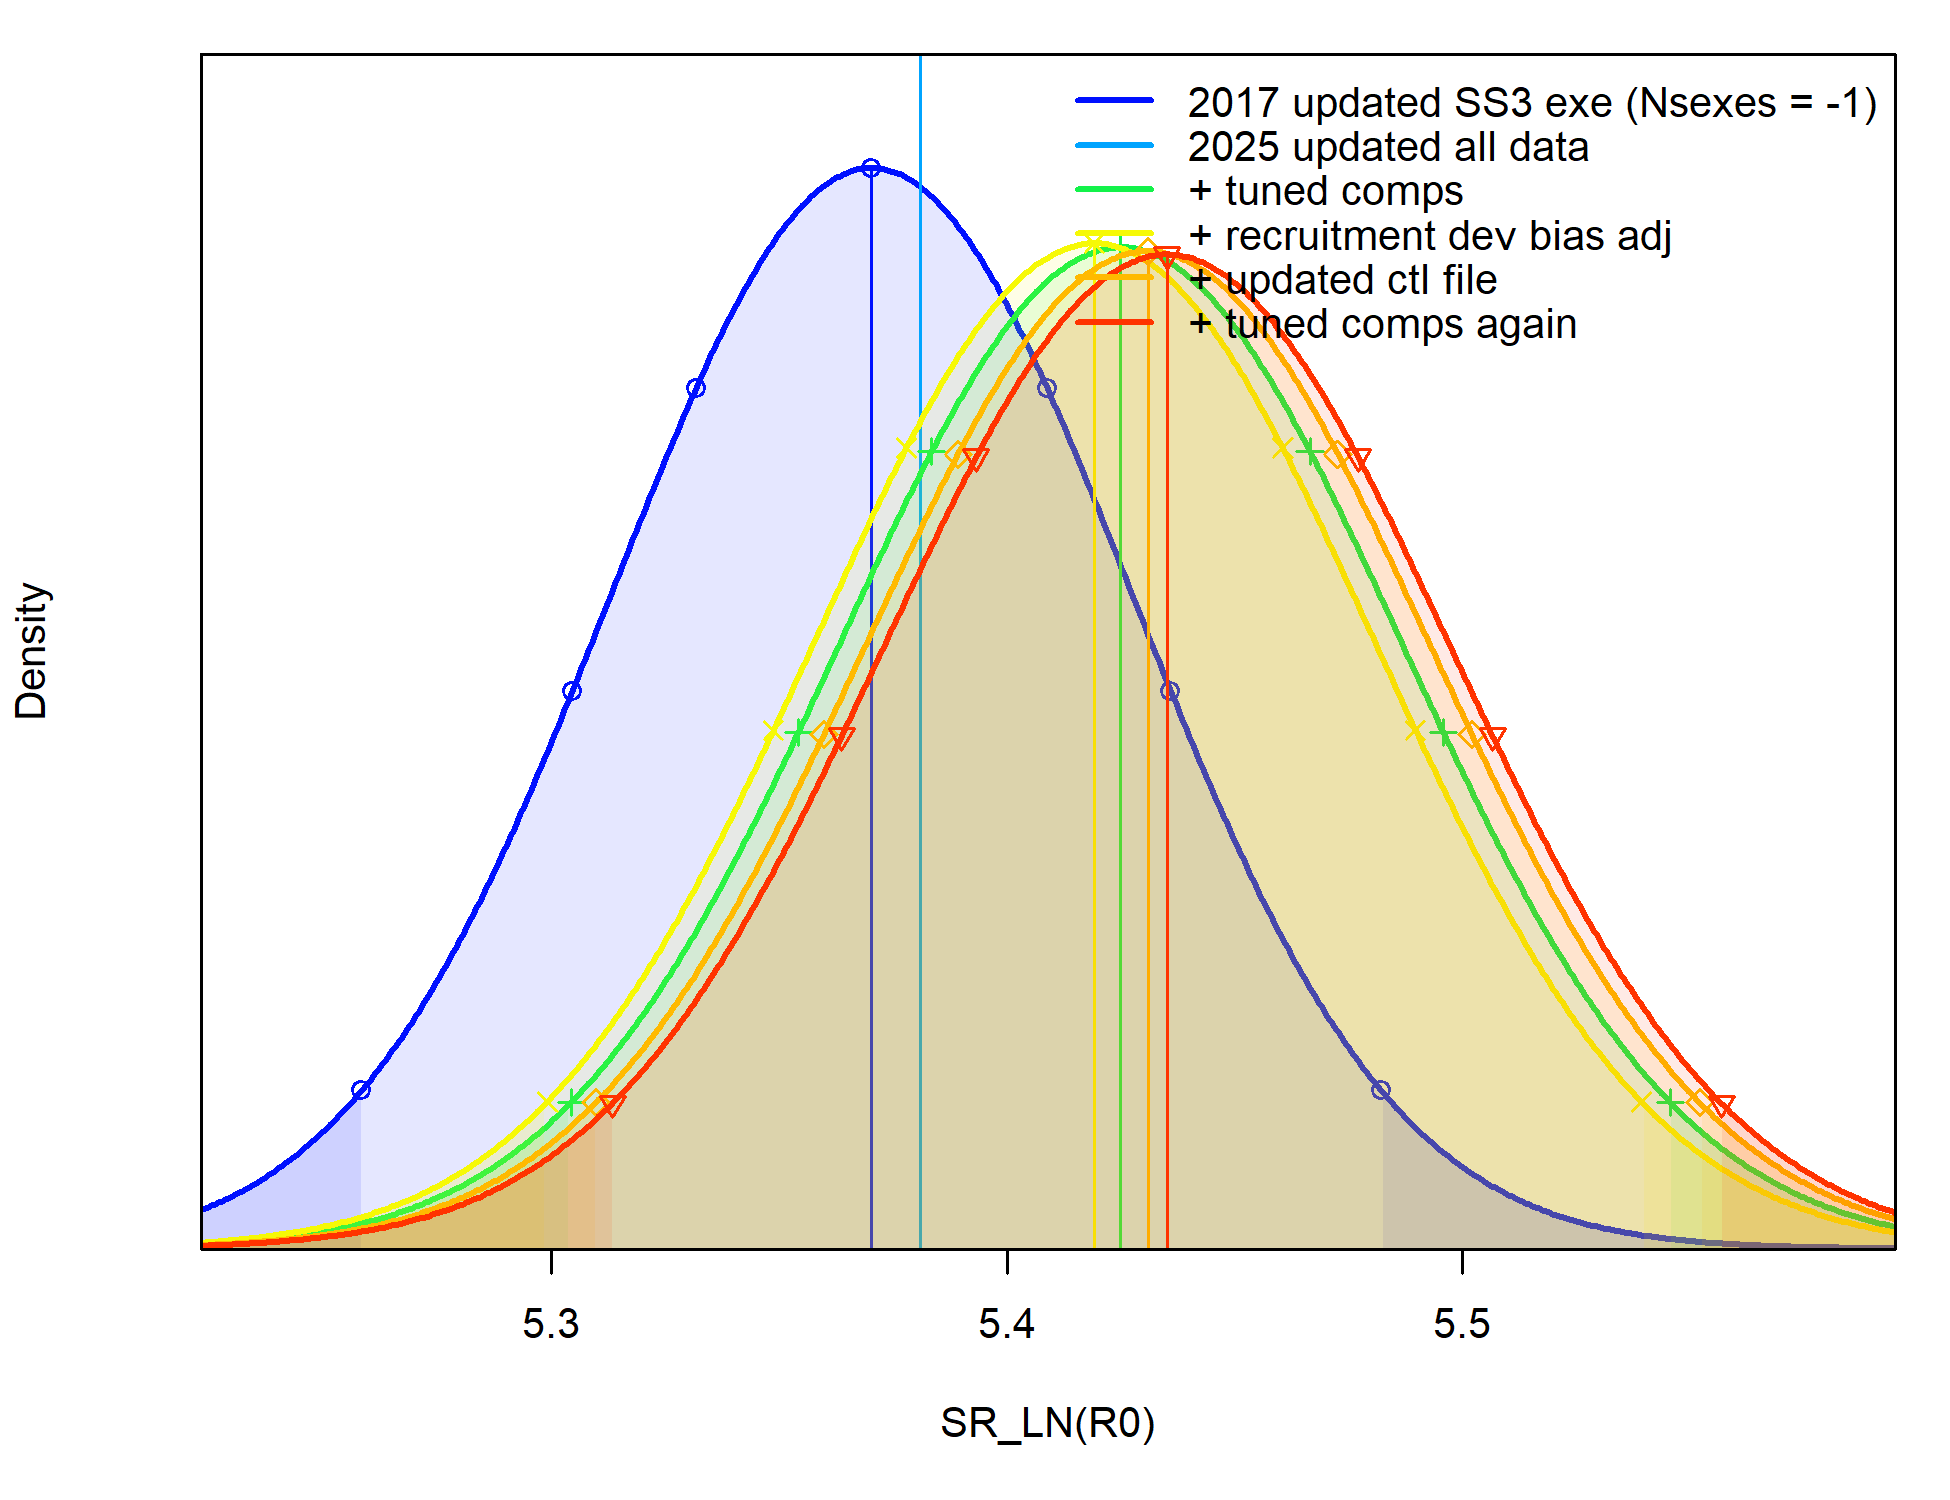 2017 updated SS3 exe (Nsexes = -1)
2025 updated all data
+ tuned comps
+ recruitment dev bias adj
+ updated ctl file
+ tuned comps again
Density
5.3
5.4
5.5
SR_LN(R0)